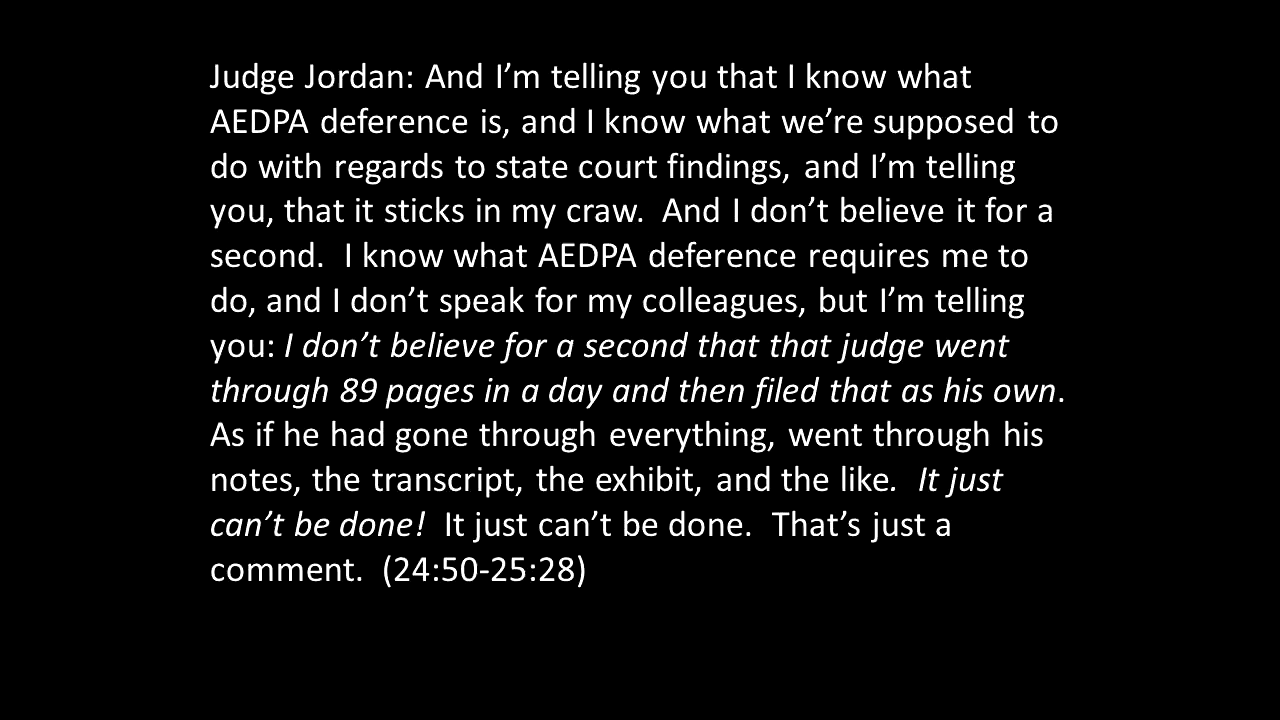 Judge Jordan: And I’m telling you that I know what
AEDPA deference is, and I know what we’re supposed to
do with regards to state court findings, and I’m telling
you, that it sticks in my craw.  And I don’t believe it for a
second.  I know what AEDPA deference requires me to
do, and I don’t speak for my colleagues, but I’m telling
you: I don’t believe for a second that that judge went
through 89 pages in a day and then filed that as his own.
As if he had gone through everything, went through his
notes, the transcript, the exhibit, and the like.  It just
can’t be done!  It just can’t be done.  That’s just a
comment.  (24:50-25:28)